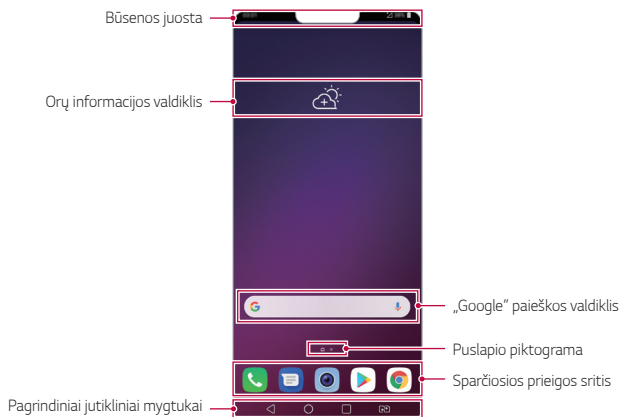 Būsenos juosta
Orų informacijos valdiklis
„Google“ paieškos valdiklis
Puslapio piktograma
Sparčiosios prieigos sritis
Pagrindiniai jutikliniai mygtukai